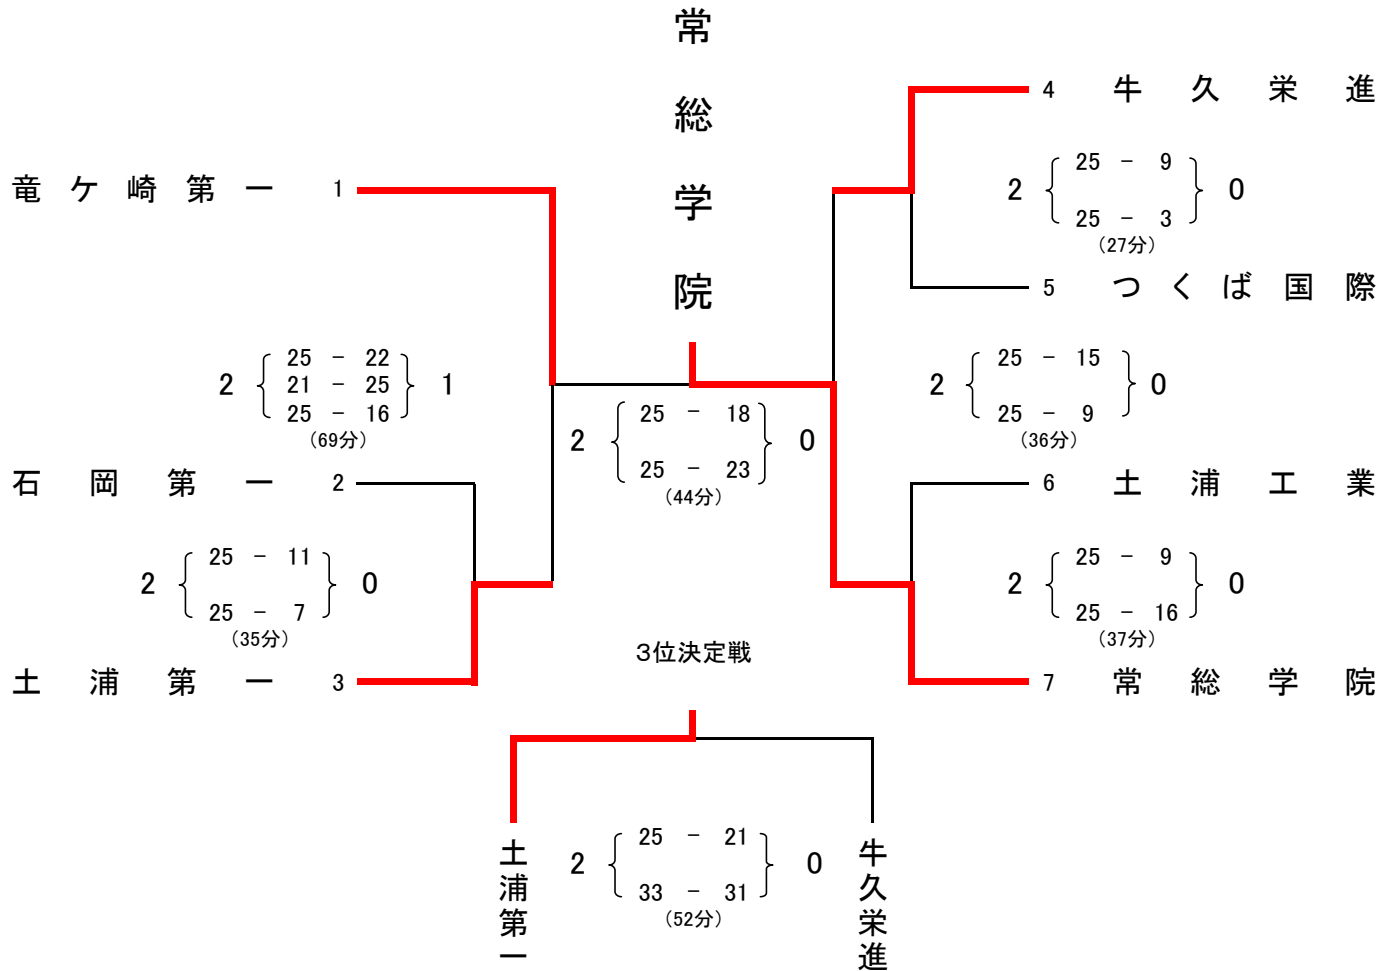 常総学院
竜ケ崎第一 1
2 25 - 22 1
21 - 25
25 - 16
(69分)
石岡第一 2
2 25 - 11 0
25 - 7
(35分)
土浦第一 3
4 牛久栄進
2 25 - 9 0
25 - 3
(27分)
5 つくば国際
2 25 - 15 0
25 - 9
(36分)
6 土浦工業
2 25 - 9 0
25 - 16
(37分)
7 常総学院
2 25 - 18 0
25 - 23
(44分)
3位決定戦
土浦第一
2 25 - 21 0
33 - 31
(52分)
牛久栄進